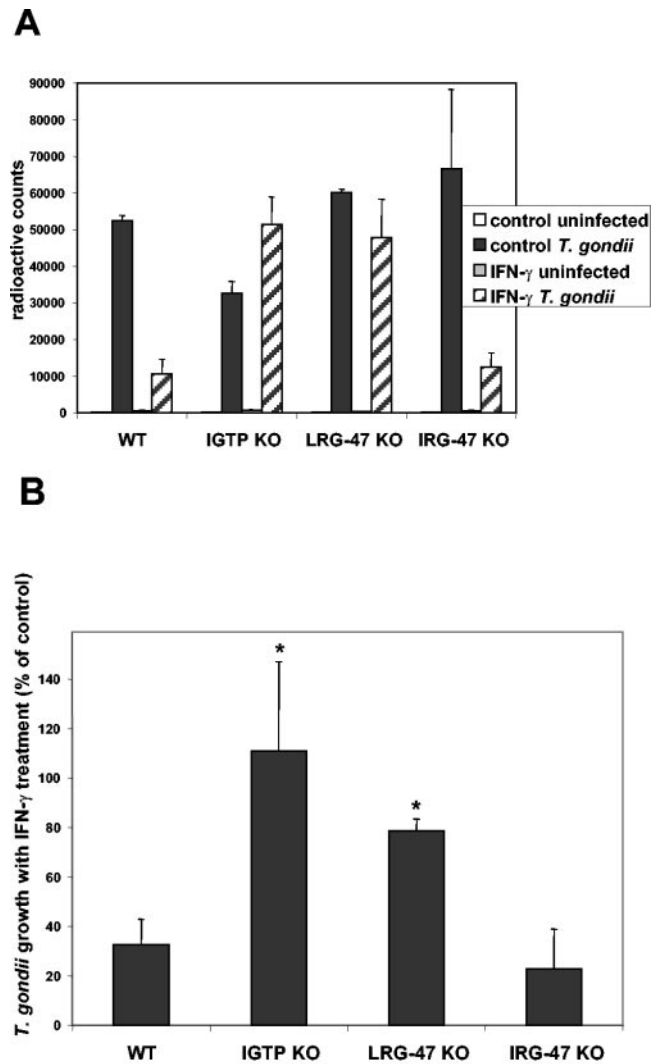 A
radioactive counts
90000
80000
70000
60000
50000
40000
30000
20000
10000
0
control uninfected
control T. gondii
IFN-γ uninfected
IFN-γ T. gondii
WT IGTP KO LRG-47 KO IRG-47 KO
B
T. gondii growth with IFN-γ treatment (% of control)
140
120
100
80
60
40
20
0
*
*
WT IGTP KO LRG-47 KO IRG-47 KO